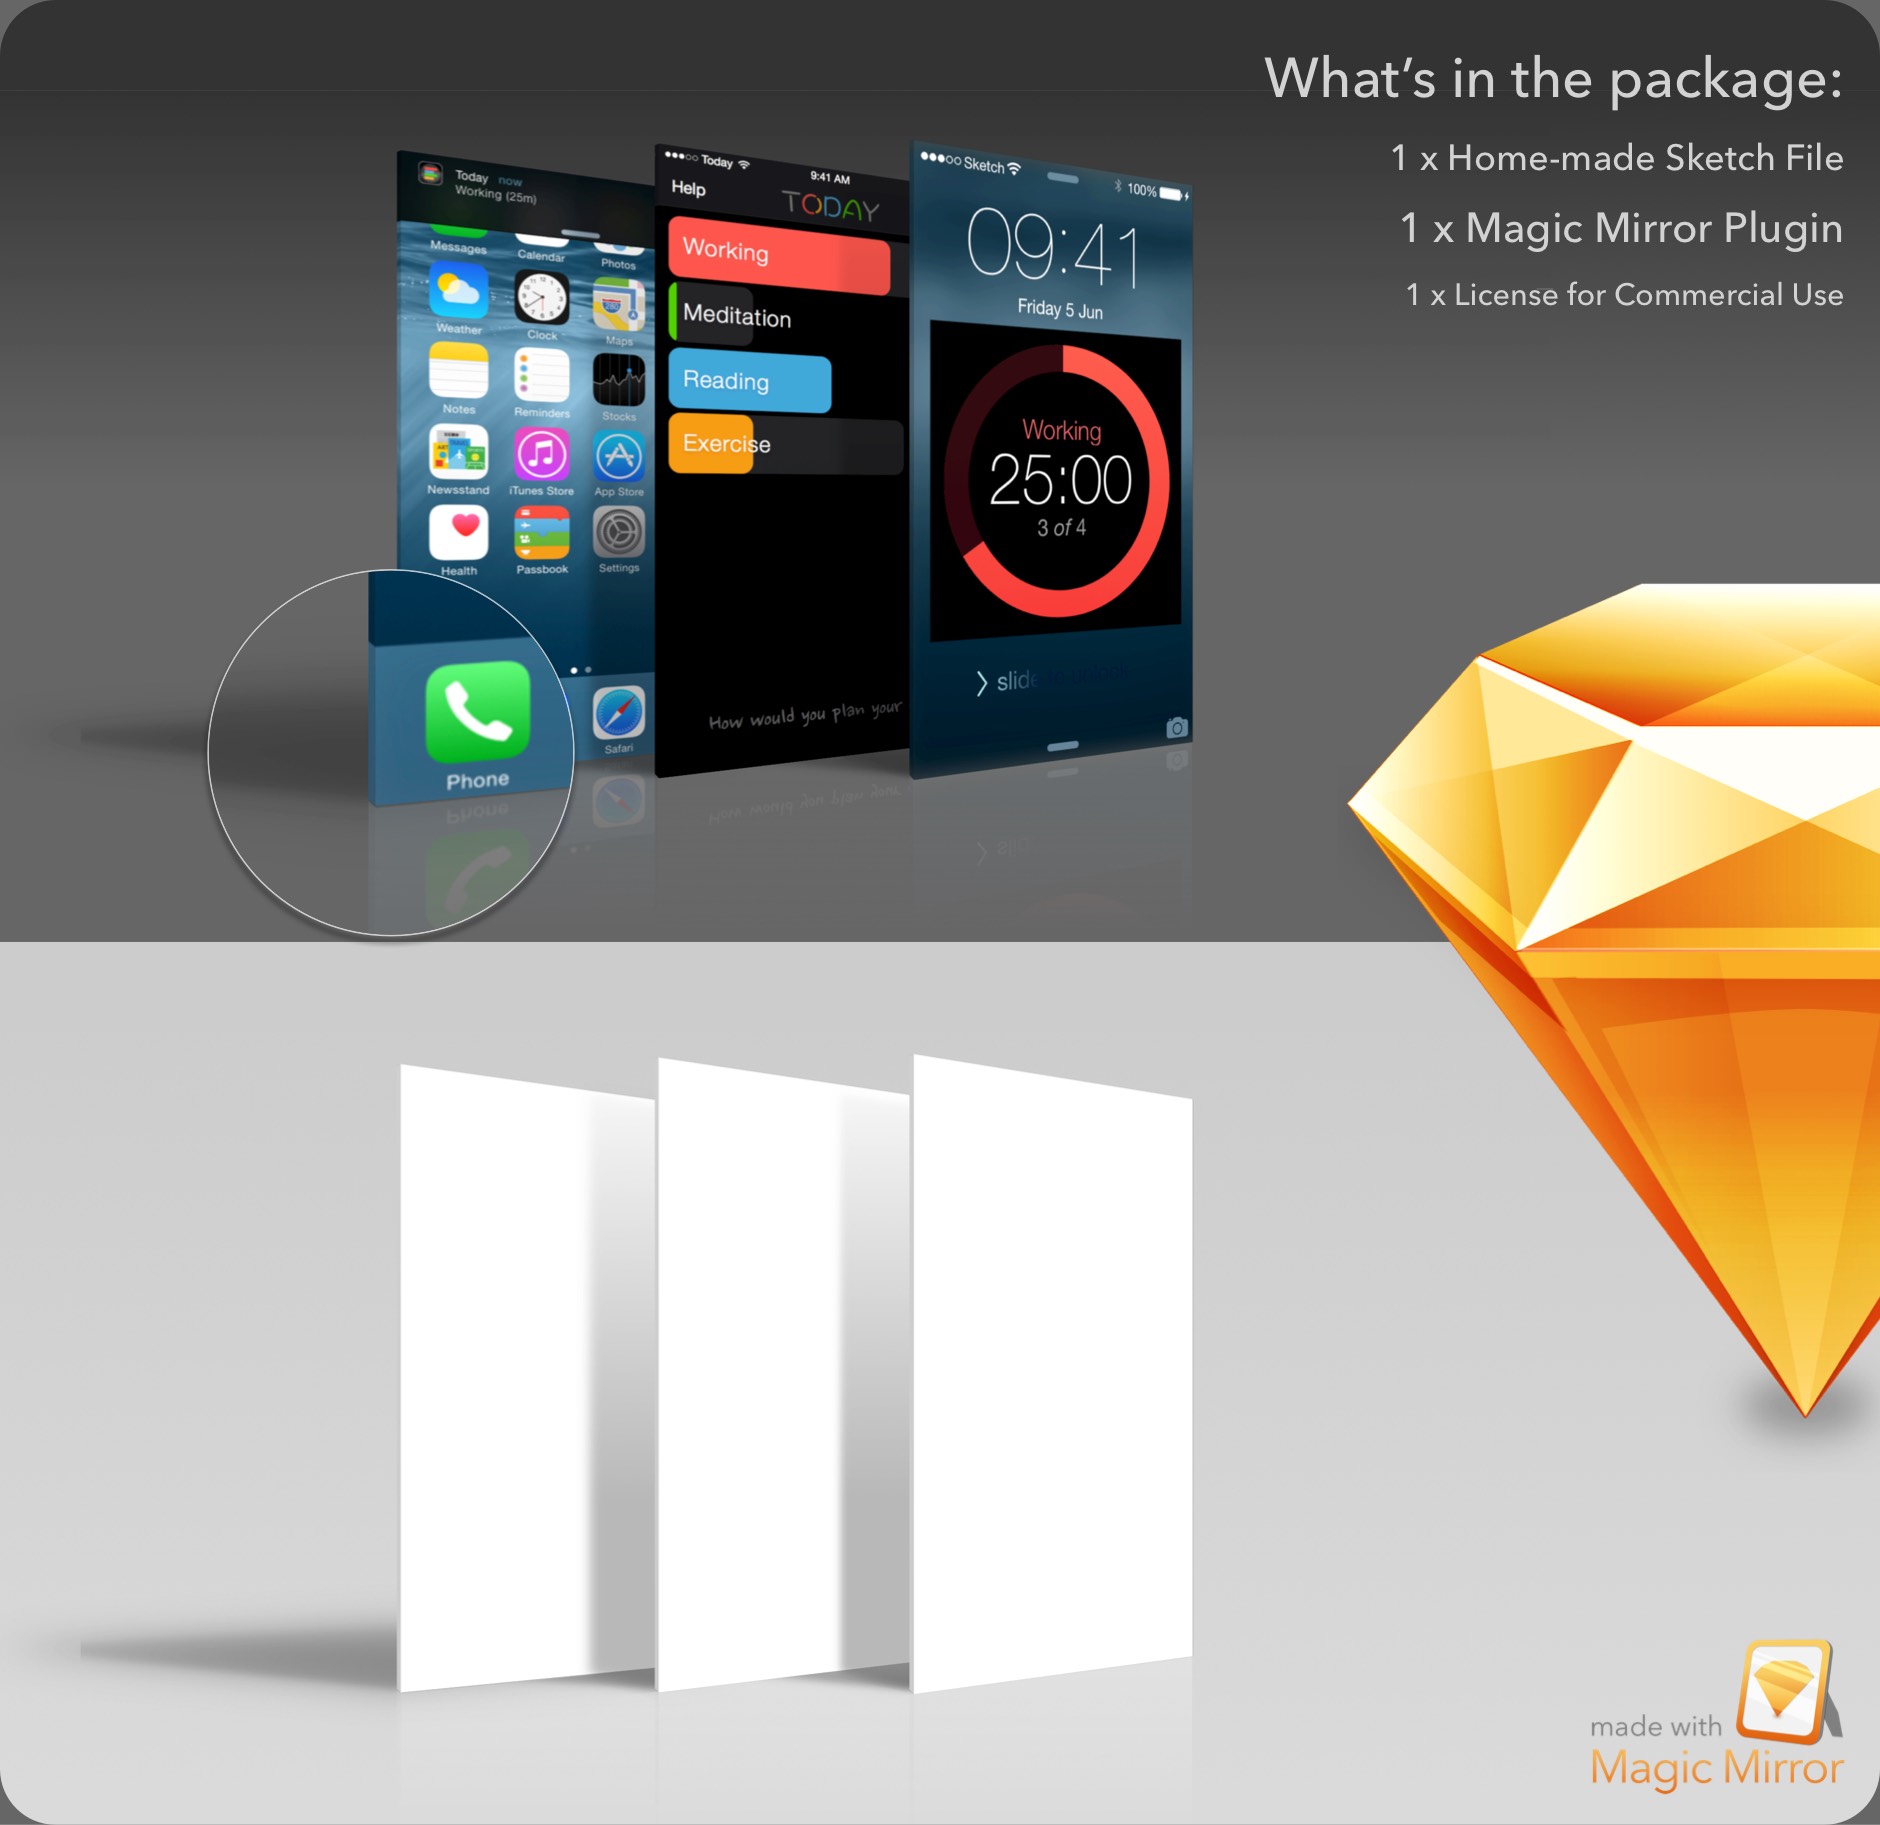 What's in the package:
1 x Home-made Sketch File
1 x Magic Mirror Plugin
1 x License for Commercial Use
Today now
Working (25m)
Messages
Calendar
Photos
Weather
Clock
Maps
Notes
Reminders
Stocks
Newsstand
iTunes Store
App Store
Health
Passbook
Settings
Phone
Safari
Today
9:41 AM
Help
TODAY
Working
Meditation
Reading
Exercise
How would you plan your
Sketch
100%
09:41
Friday 5 Jun
Working
25:00
3 of 4
slide to unlock
made with
Magic Mirror